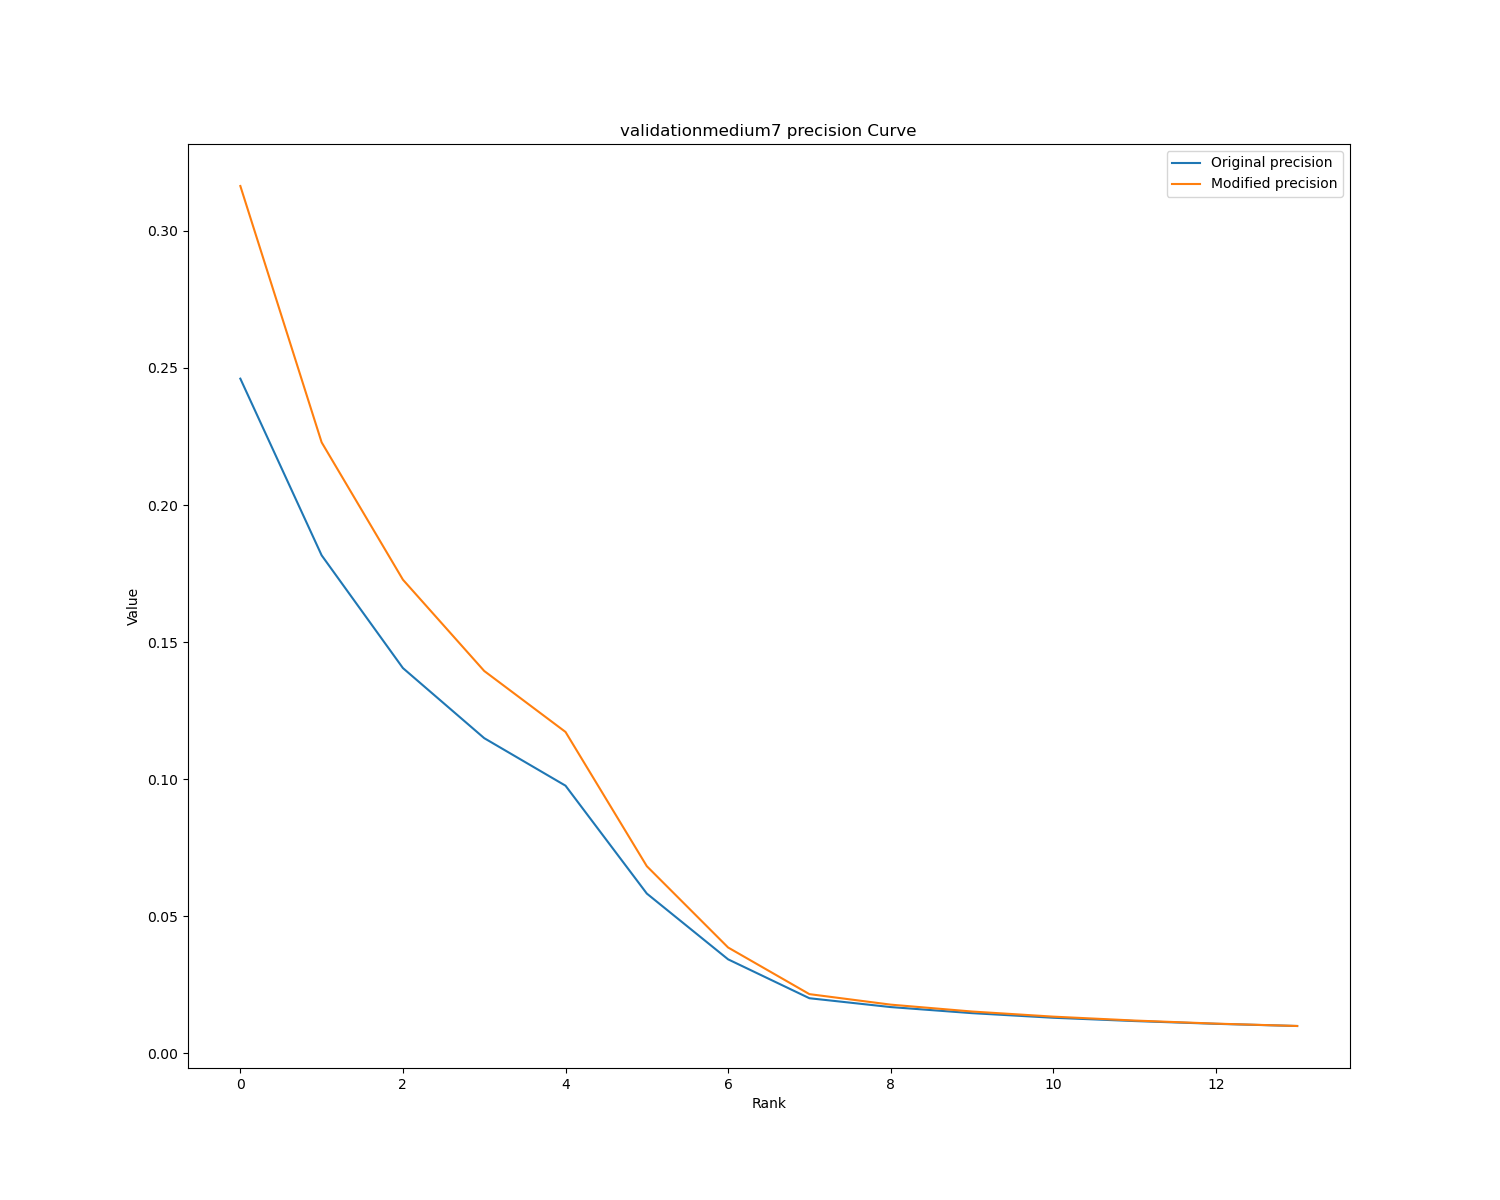 validationmedium7 precision Curve
Original precision
Modified precision
0.30
0.25
0.20
0.15
0.10
0.05
0.00
Value
0 2 4 6 8 10 12
Rank